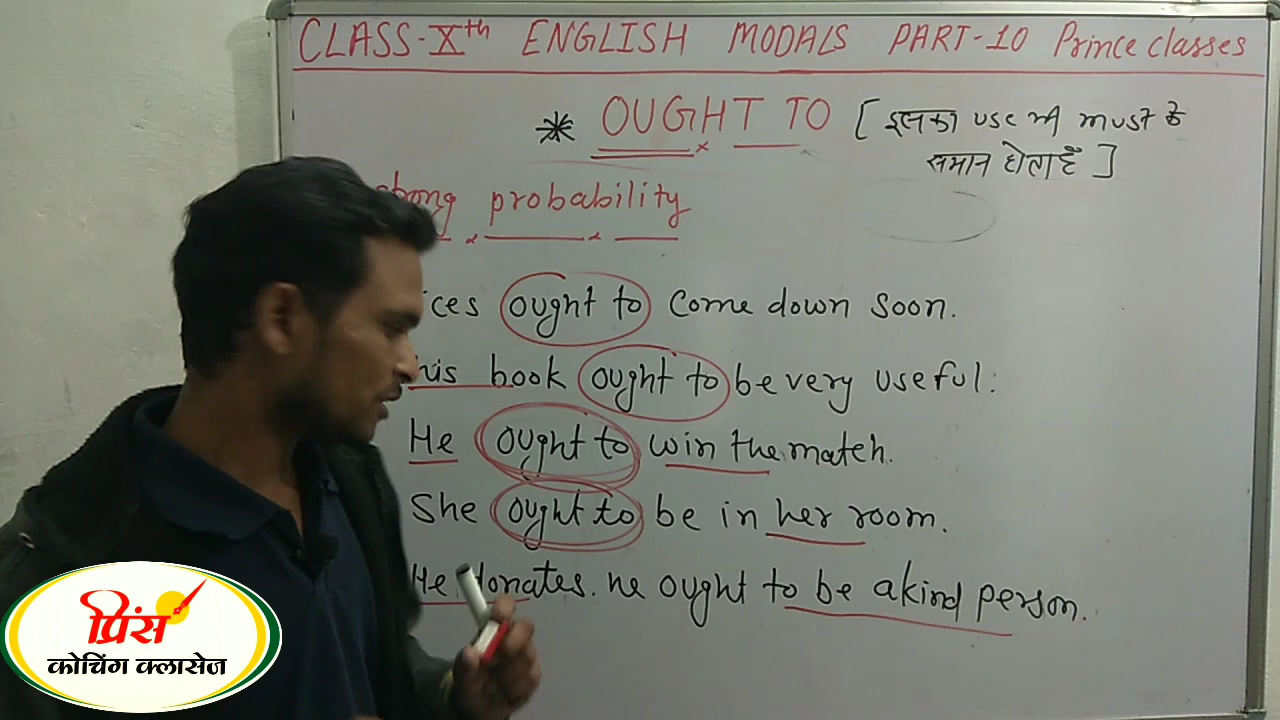 CLASS-Xth ENGLISH MODALS PART-10 Prince classes
* OUGHT TO [ इसका use भी must के
समान होता है ]
probability
ought to come down soon.
book ought to be very useful.
He ought to win the match.
She ought to be in her room.
He donates. he ought to be a kind person.
प्रिंस
कोचिंग क्लासेज